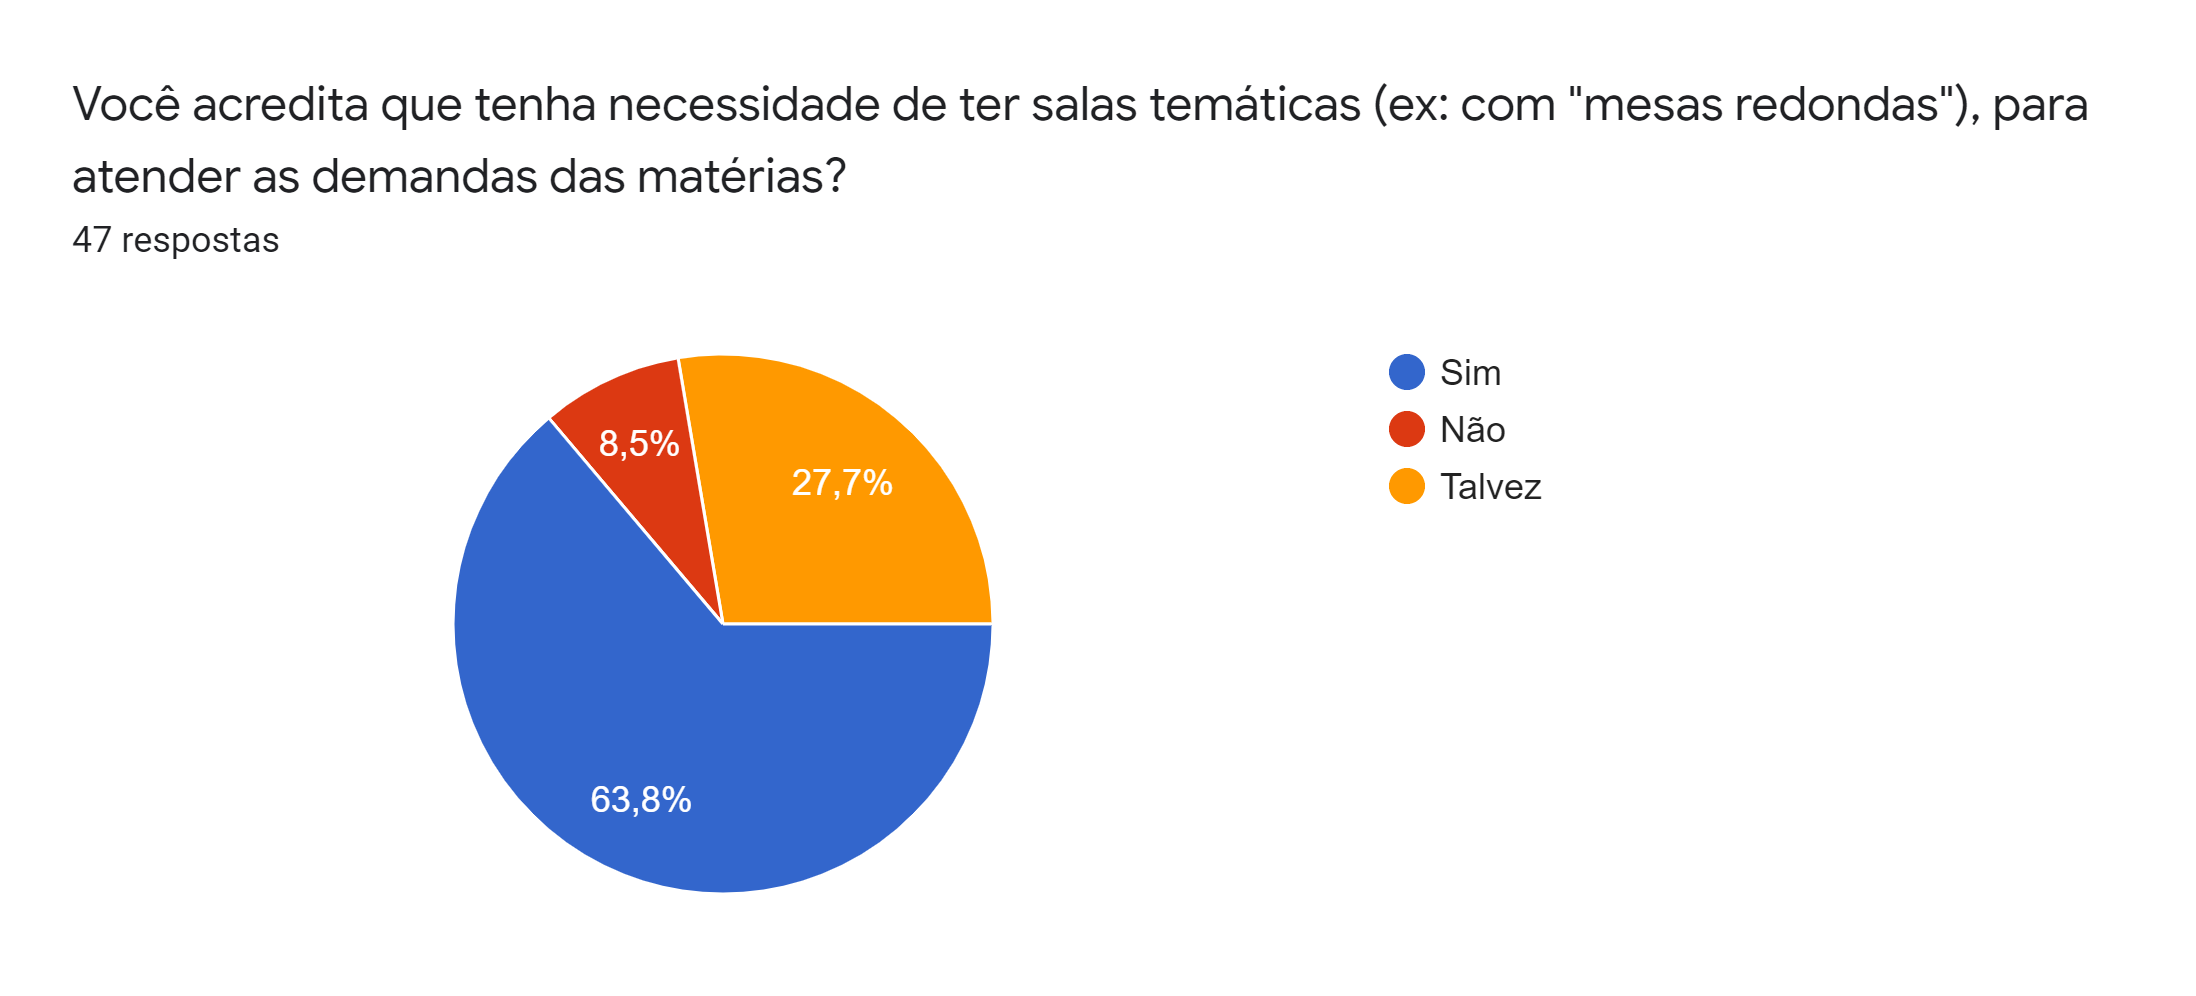 Você acredita que tenha necessidade de ter salas temáticas (ex: com "mesas redondas"), para
atender as demandas das matérias?
47 respostas
Sim
Não
Talvez
8,5%
27,7%
63,8%